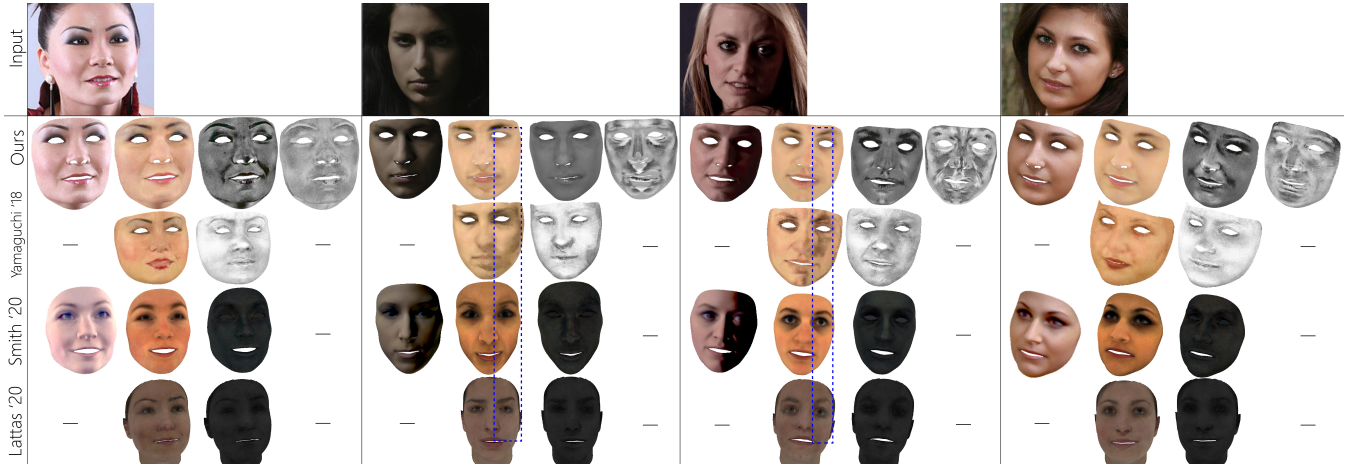 Input
Ours
Yamaguchi '18
— —
— —
— —
— —
Smith '20
—
—
—
—
Lattas '20
— —
— —
— —
— —